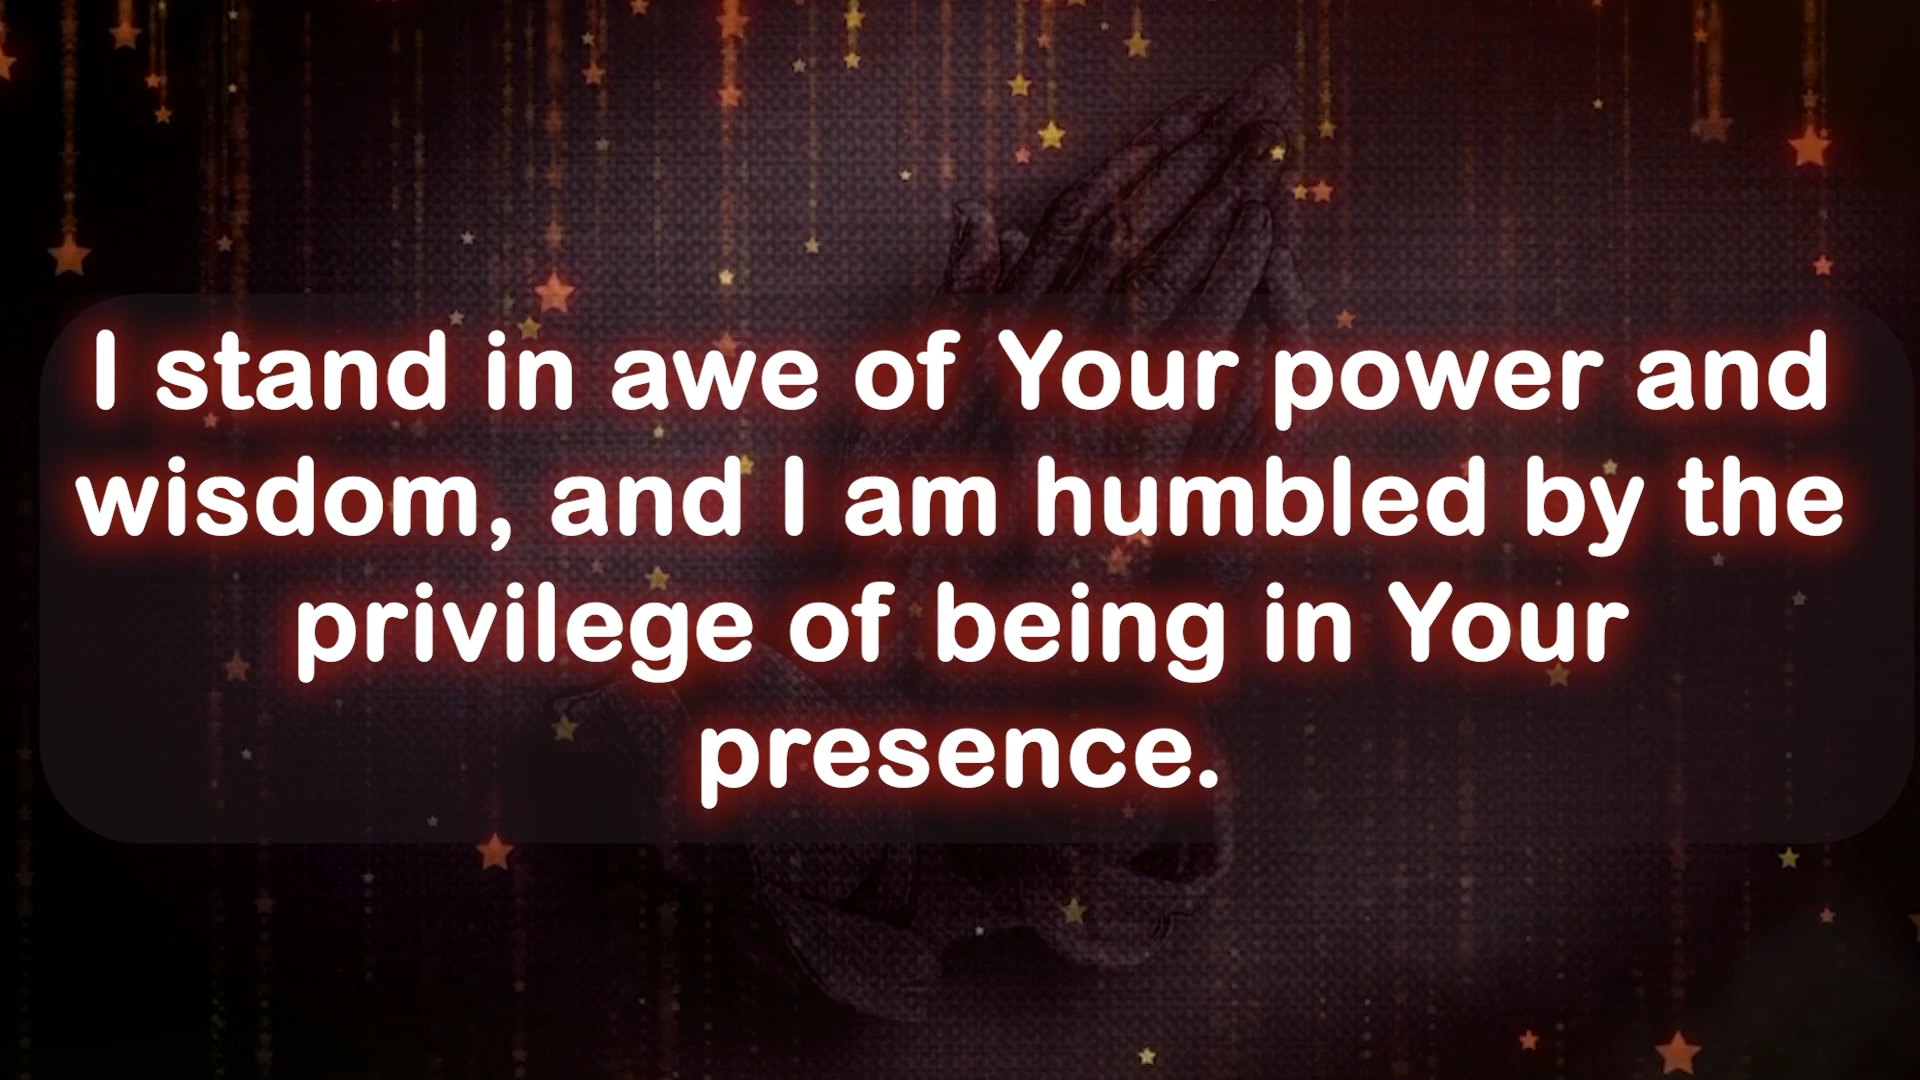 I stand in awe of Your power and
wisdom, and I am humbled by the
privilege of being in Your
presence.